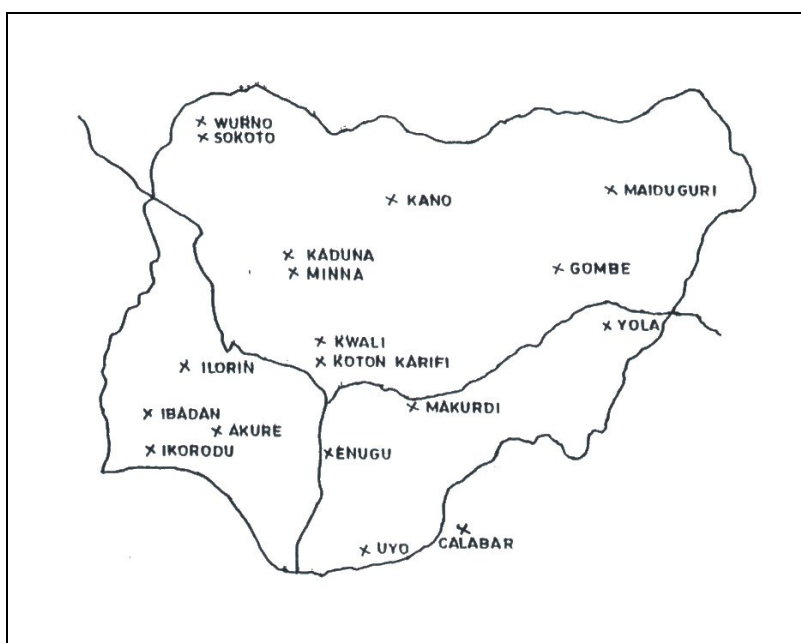 WURNO
SOKOTO
KANO
MAIDUGURI
KADUNA
MINNA
GOMBE
YOLA
KWALI
KOTON KARIFI
ILORIN
MAKURDI
IBADAN
AKURE
IKORODU
ENUGU
UYO
CALABAR